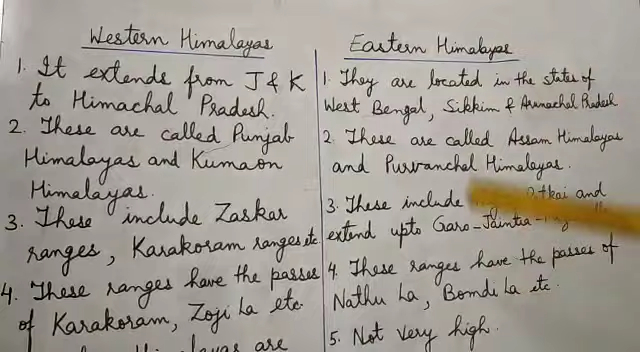 Western Himalayas
1. It extends from J & K
to Himachal Pradesh.
2. These are called Punjab
Himalayas and Kumaon
Himalayas.
3. These include Zaskar
ranges, Karakoram ranges etc.
4. These ranges have the passes
of Karakoram, Zoji La etc.
are
Eastern Himalayas
1. They are located in the states of
West Bengal, Sikkim & Arunachal Pradesh
2. These are called Assam Himalayas
and Purvanchal Himalayas.
3. These include and
extend upto Garo-Jaintia-
4. These ranges have the passes of
Nathu La, Bomdi La etc.
5. Not very high.